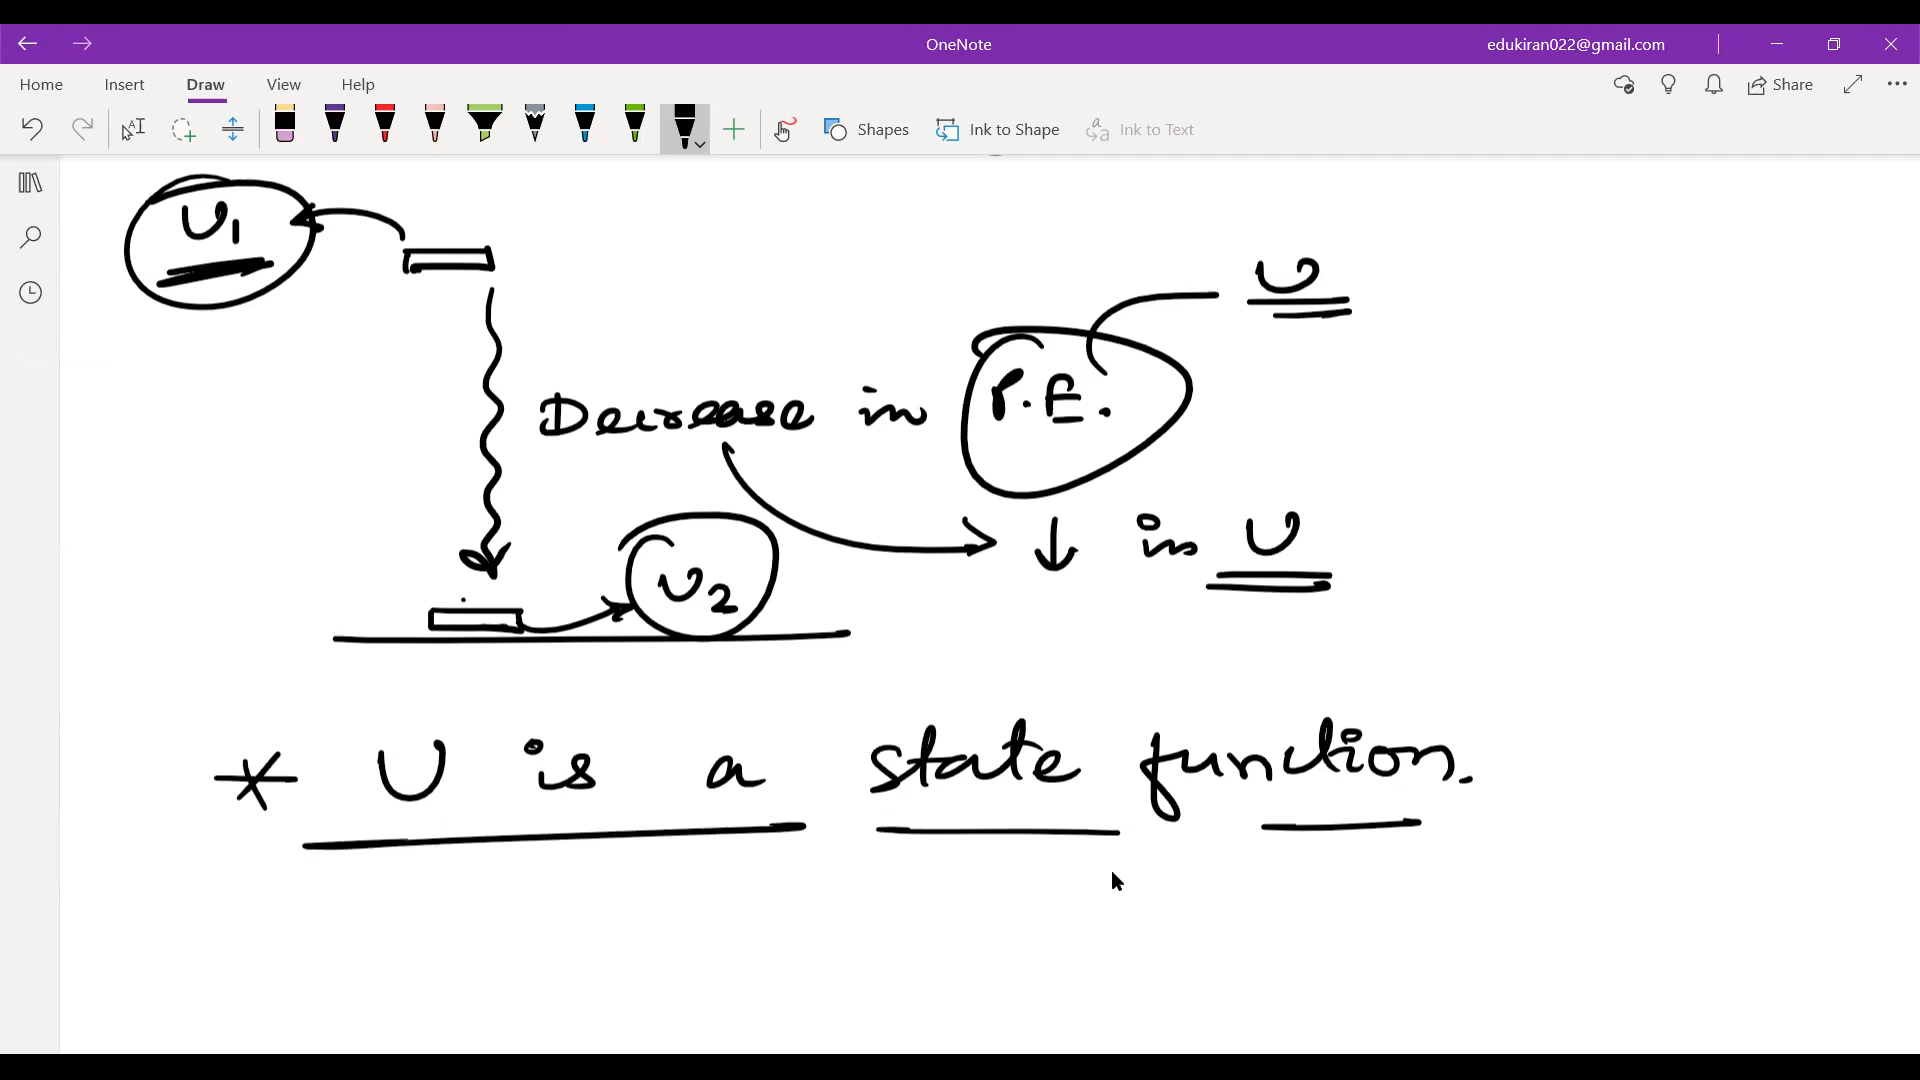 OneNote
edukiran022@gmail.com
Home Insert Draw View Help
Share
Shapes Ink to Shape Ink to Text
U1
U
Decrease in P.E.
↓ in U
U2
* U is a state function.